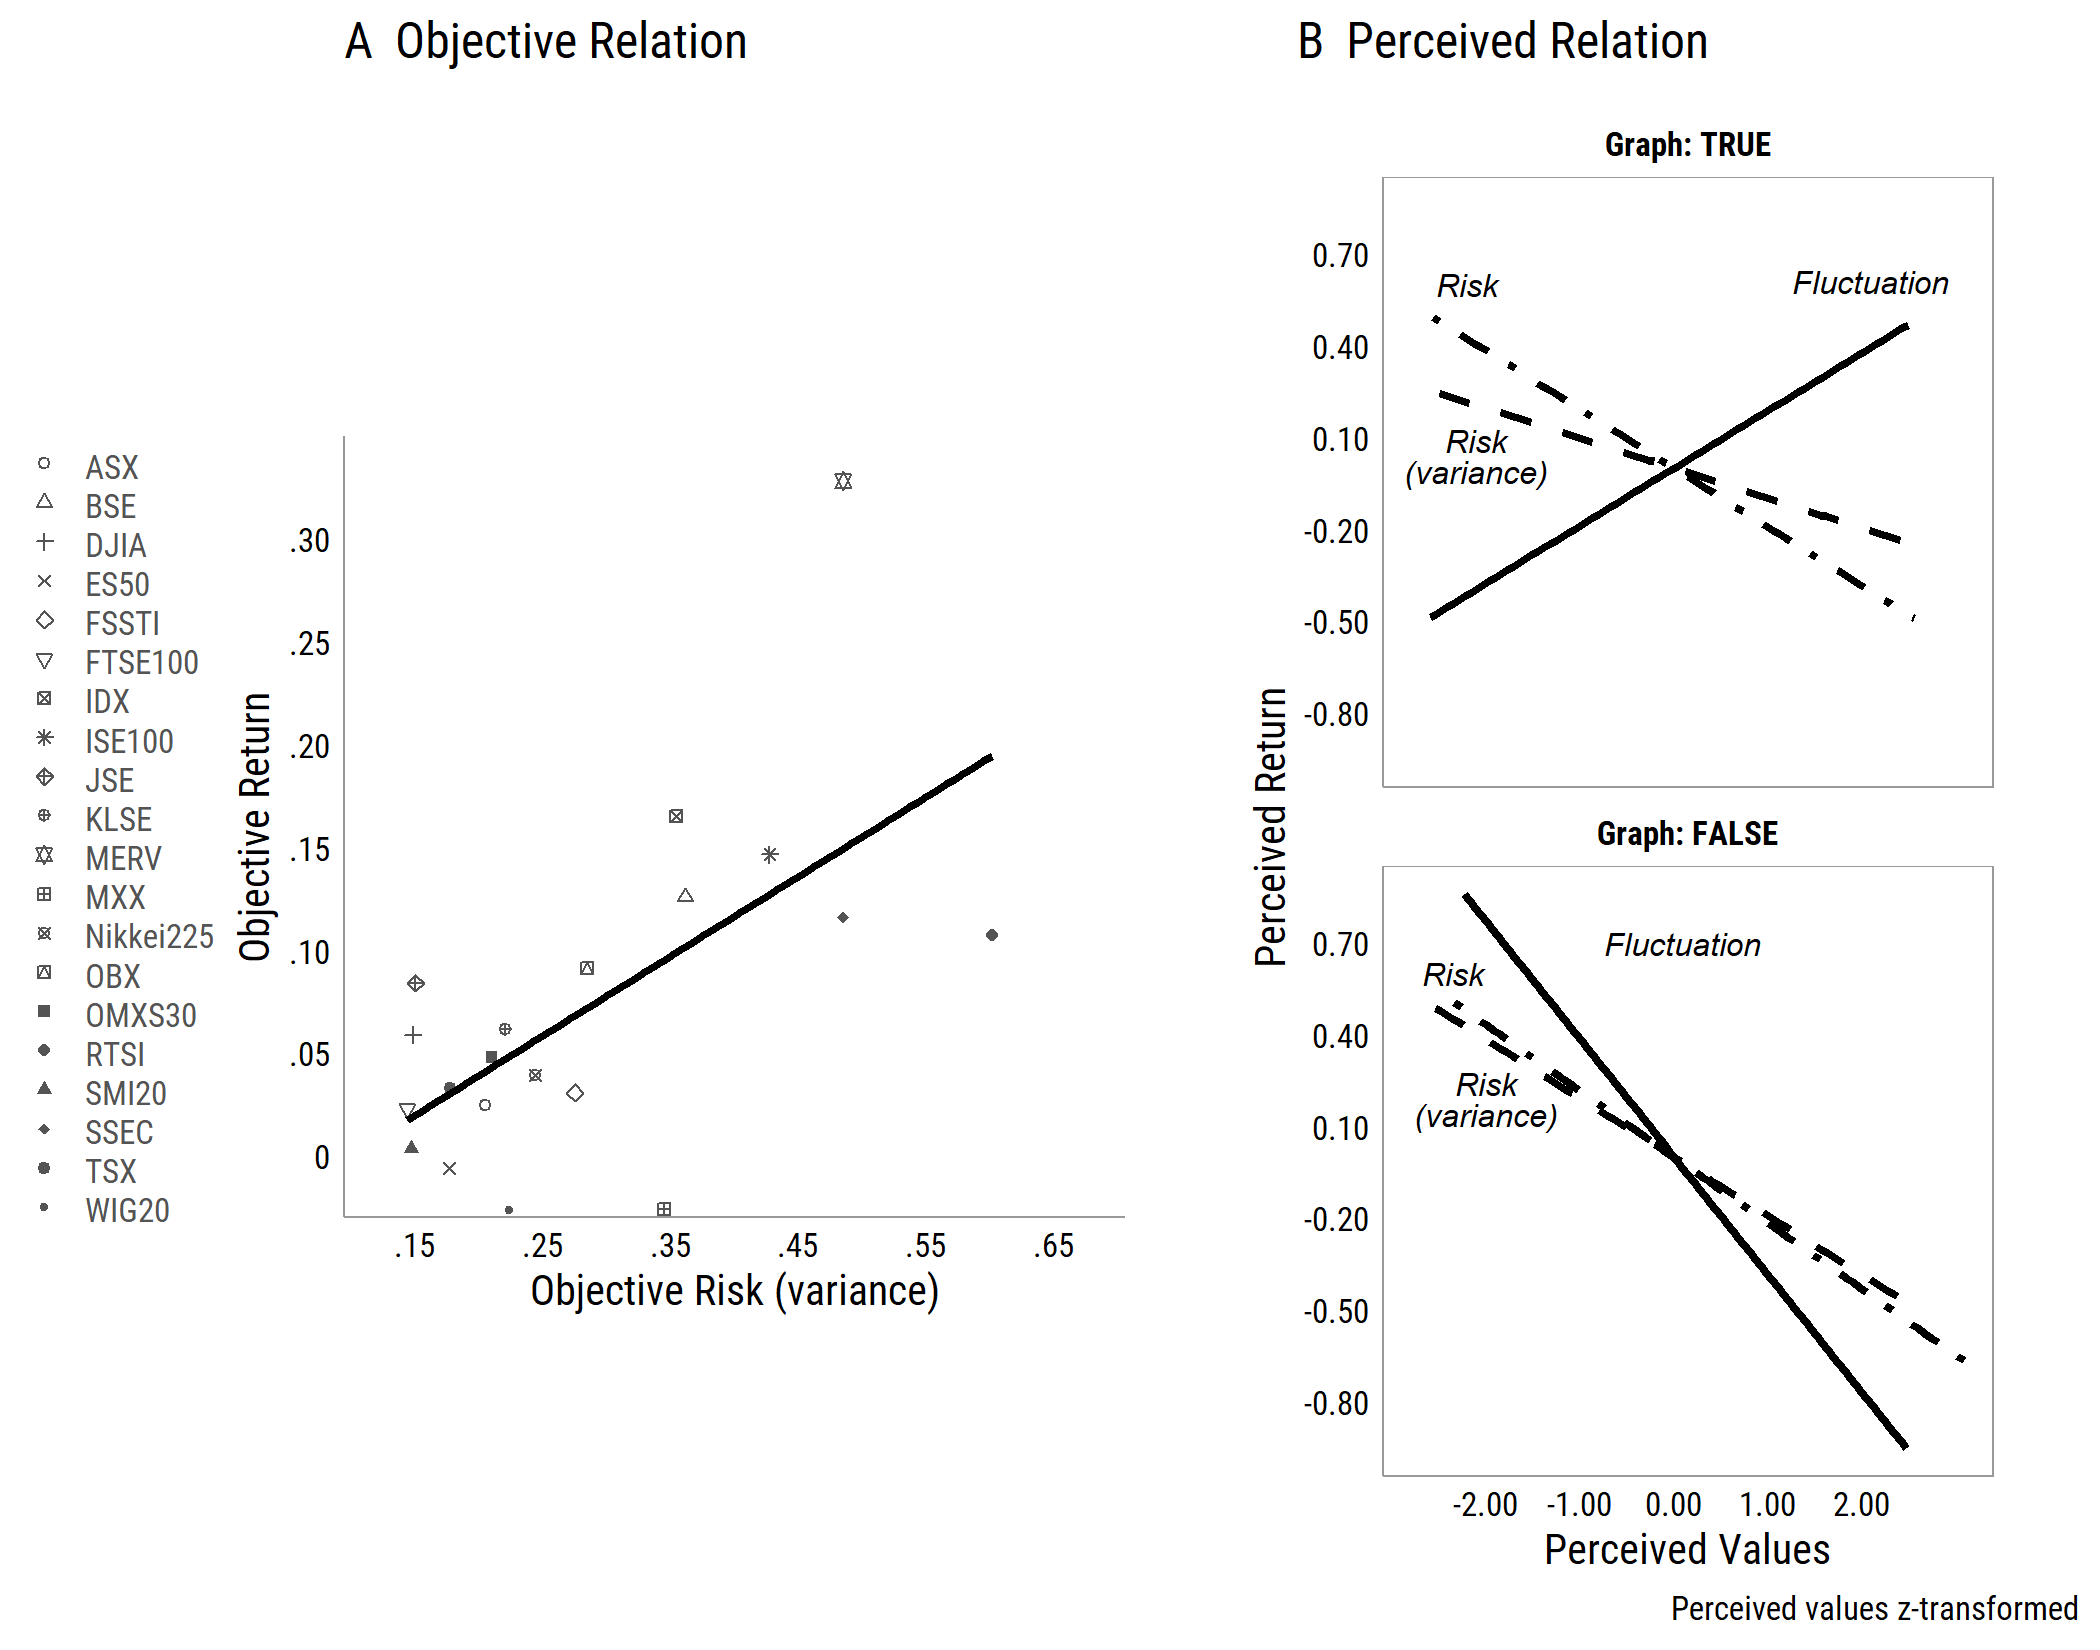 A Objective Relation
ASX
BSE
DJIA
ES50
FSSTI
FTSE100
IDX
ISE100
JSE
KLSE
MERV
MXX
Nikkei225
OBX
OMXS30
RTSI
SMI20
SSEC
TSX
WIG20
Objective Return
.30
.25
.20
.15
.10
.05
0
.15 .25 .35 .45 .55 .65
Objective Risk (variance)
B Perceived Relation
Perceived Return
Graph: TRUE
0.70
0.40
0.10
-0.20
-0.50
-0.80
Risk
Fluctuation
Risk
(variance)
Graph: FALSE
0.70
0.40
0.10
-0.20
-0.50
-0.80
Fluctuation
Risk
Risk
(variance)
-2.00 -1.00 0.00 1.00 2.00
Perceived Values
Perceived values z-transformed